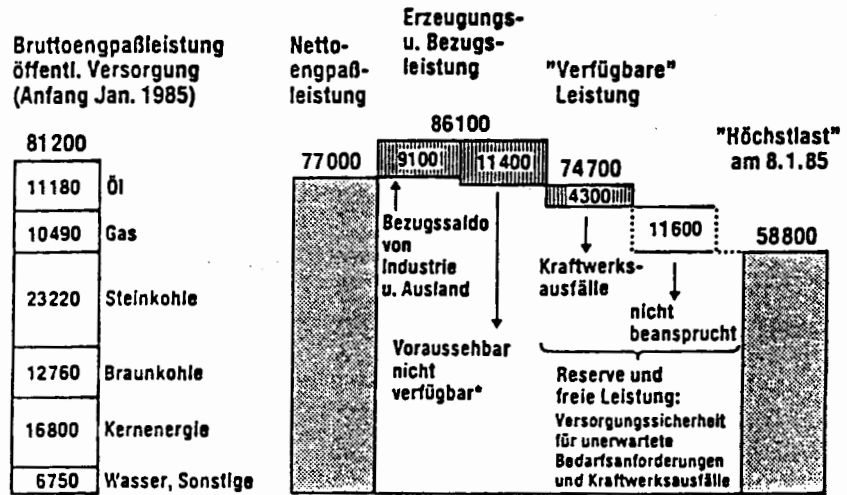 Bruttoengpaßleistung
öffentl. Versorgung
(Anfang Jan. 1985)
81200
11180 Öl
10490 Gas
23220 Steinkohle
12760 Braunkohle
16800 Kernenergie
6750 Wasser, Sonstige
Netto-
engpaß-
leistung
77000
Erzeugungs-
u. Bezugs-
leistung
86100
9100
11400
Bezugssaldo
von
Industrie
u. Ausland
Voraussehbar
nicht
verfügbar*
"Verfügbare"
Leistung
74700
4300
Kraftwerks-
ausfälle
11600
nicht
beansprucht
Reserve und
freie Leistung:
Versorgungssicherheit
für unerwartete
Bedarfsanforderungen
und Kraftwerksausfälle
"Höchstlast"
am 8.1.85
58800